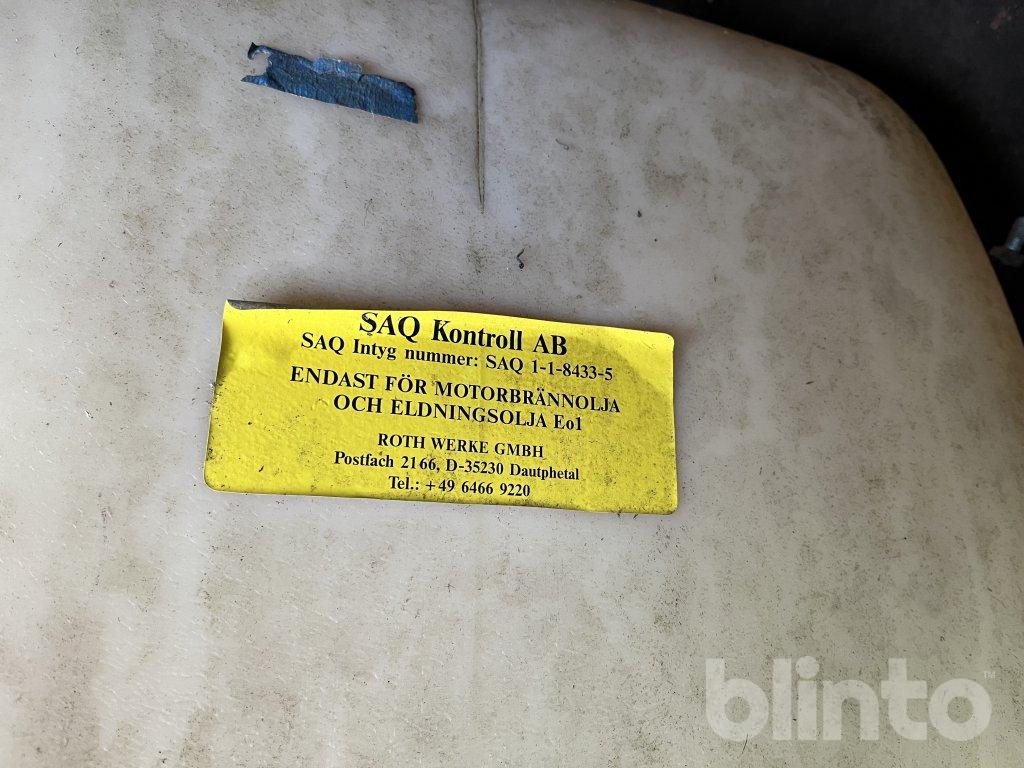 SAQ Kontroll AB
SAQ Intyg nummer: SAQ 1-1-8433-5
ENDAST FÖR MOTORBRÄNNOLJA
OCH ELDNINGSOLJA Eo1
ROTH WERKE GMBH
Postfach 2166, D-35230 Dautphetal
Tel.: +49 6466 9220
blinto™